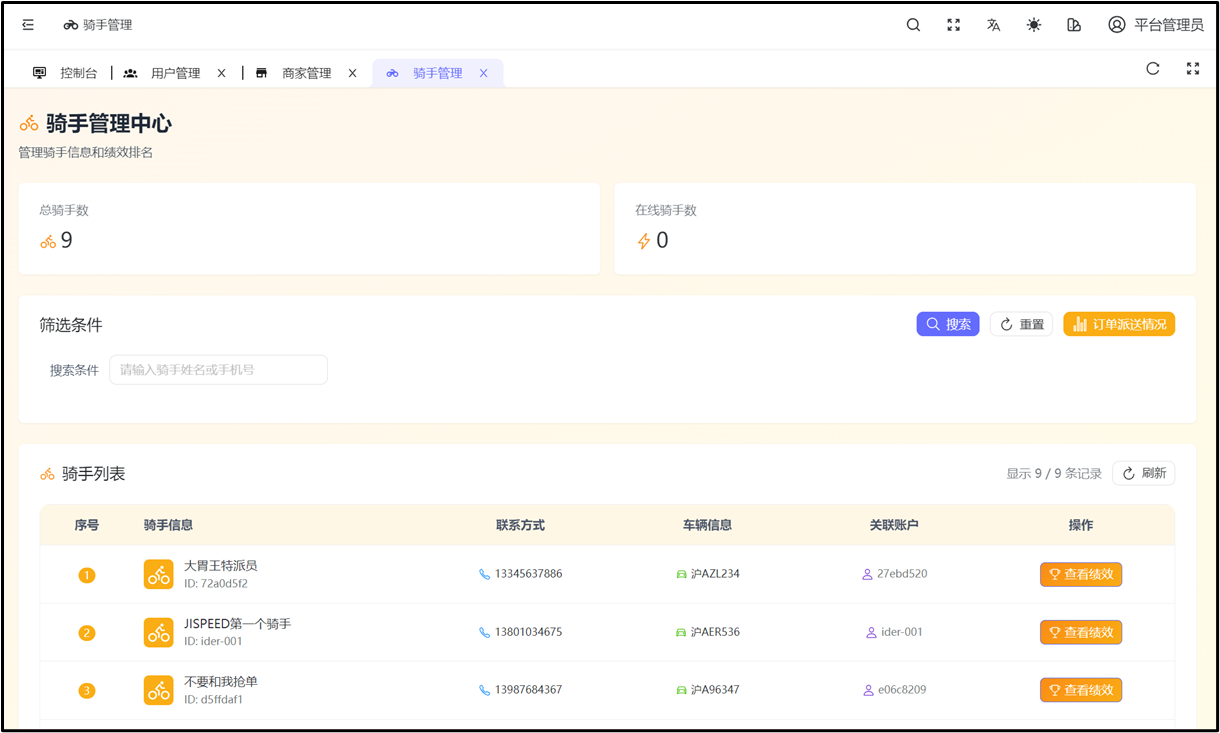 骑手管理
平台管理员
控制台 用户管理 X 商家管理 X 骑手管理 X
骑手管理中心
管理骑手信息和绩效排名
总骑手数
9
在线骑手数
0
筛选条件
搜索 重置 订单派送情况
搜索条件 请输入骑手姓名或手机号
骑手列表
显示 9 / 9 条记录 刷新
序号 骑手信息 联系方式 车辆信息 关联账户 操作
1 大胃王特派员 13345637886 沪AZL234 27ebd520 查看绩效
ID: 72a0d5f2
2 JISPEED第一个骑手 13801034675 沪AER536 ider-001 查看绩效
ID: ider-001
3 不要和我抢单 13987684367 沪A96347 e06c8209 查看绩效
ID: d5ffdaf1